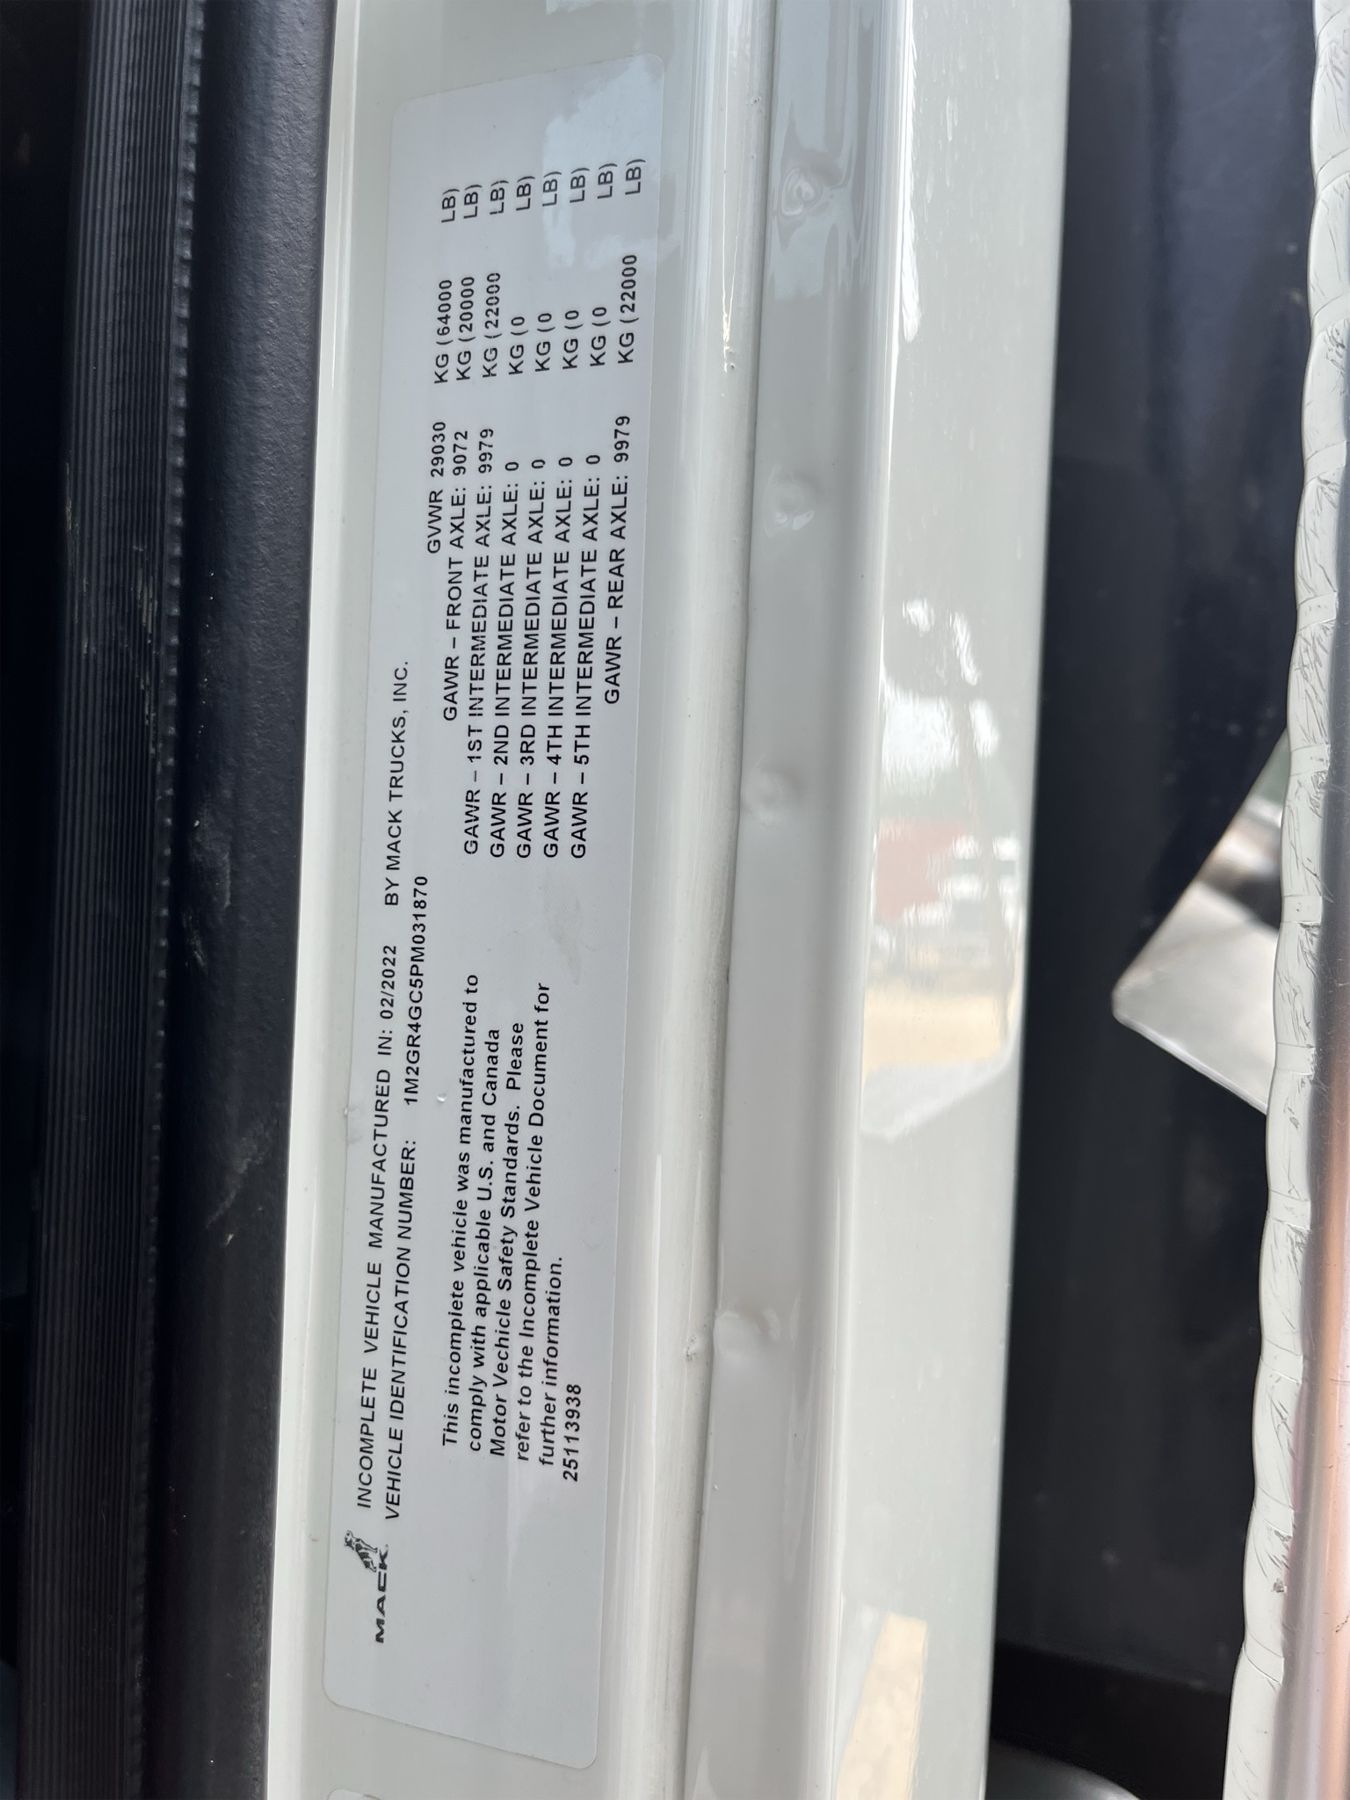 MACK
INCOMPLETE VEHICLE MANUFACTURED IN: 02/2022 BY MACK TRUCKS, INC.
VEHICLE IDENTIFICATION NUMBER: 1M2GR4GC5PM031870
This incomplete vehicle was manufactured to
comply with applicable U.S. and Canada
Motor Vechicle Safety Standards. Please
refer to the Incomplete Vehicle Document for
further information.
25113938
GVWR 29030 KG (64000 LB)
GAWR – FRONT AXLE: 9072 KG (20000 LB)
GAWR – 1ST INTERMEDIATE AXLE: 9979 KG (22000 LB)
GAWR – 2ND INTERMEDIATE AXLE: 0 KG (0 LB)
GAWR – 3RD INTERMEDIATE AXLE: 0 KG (0 LB)
GAWR – 4TH INTERMEDIATE AXLE: 0 KG (0 LB)
GAWR – 5TH INTERMEDIATE AXLE: 0 KG (0 LB)
GAWR – REAR AXLE: 9979 KG (22000 LB)